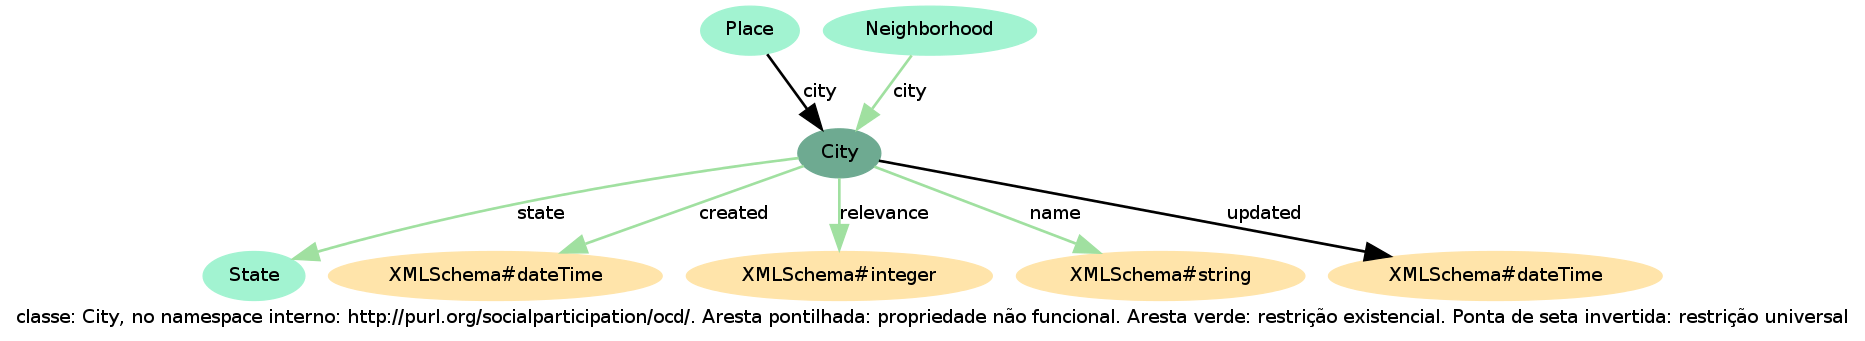 Place
Neighborhood
city
city
City
state
created
relevance
name
updated
State
XMLSchema#dateTime
XMLSchema#integer
XMLSchema#string
XMLSchema#dateTime
classe: City, no namespace interno: http://purl.org/socialparticipation/ocd/. Aresta pontilhada: propriedade não funcional. Aresta verde: restrição existencial. Ponta de seta invertida: restrição universal